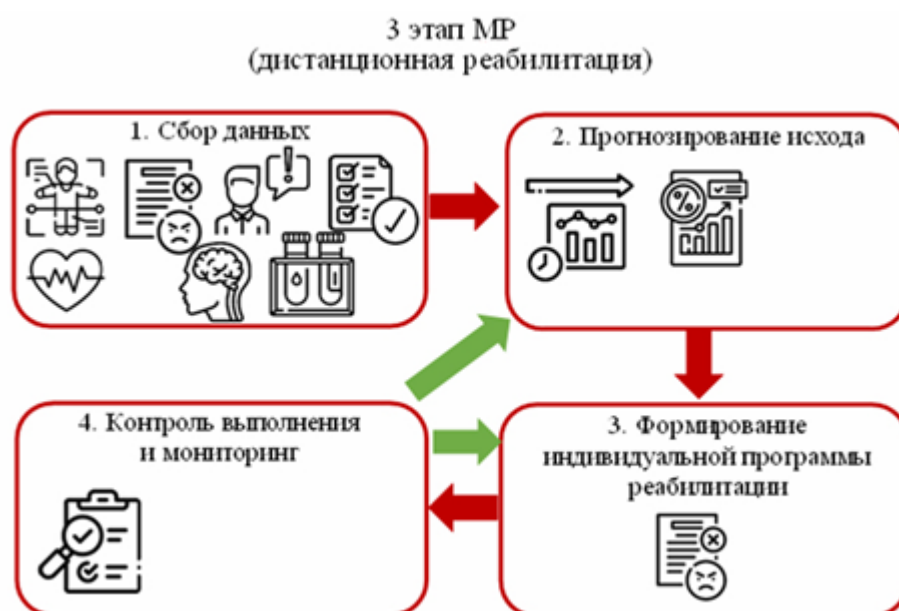 3 этап МР
(дистанционная реабилитация)
1. Сбор данных
2. Прогнозирование исхода
4. Контроль выполнения
и мониторинг
3. Формирование
индивидуальной программы
реабилитации